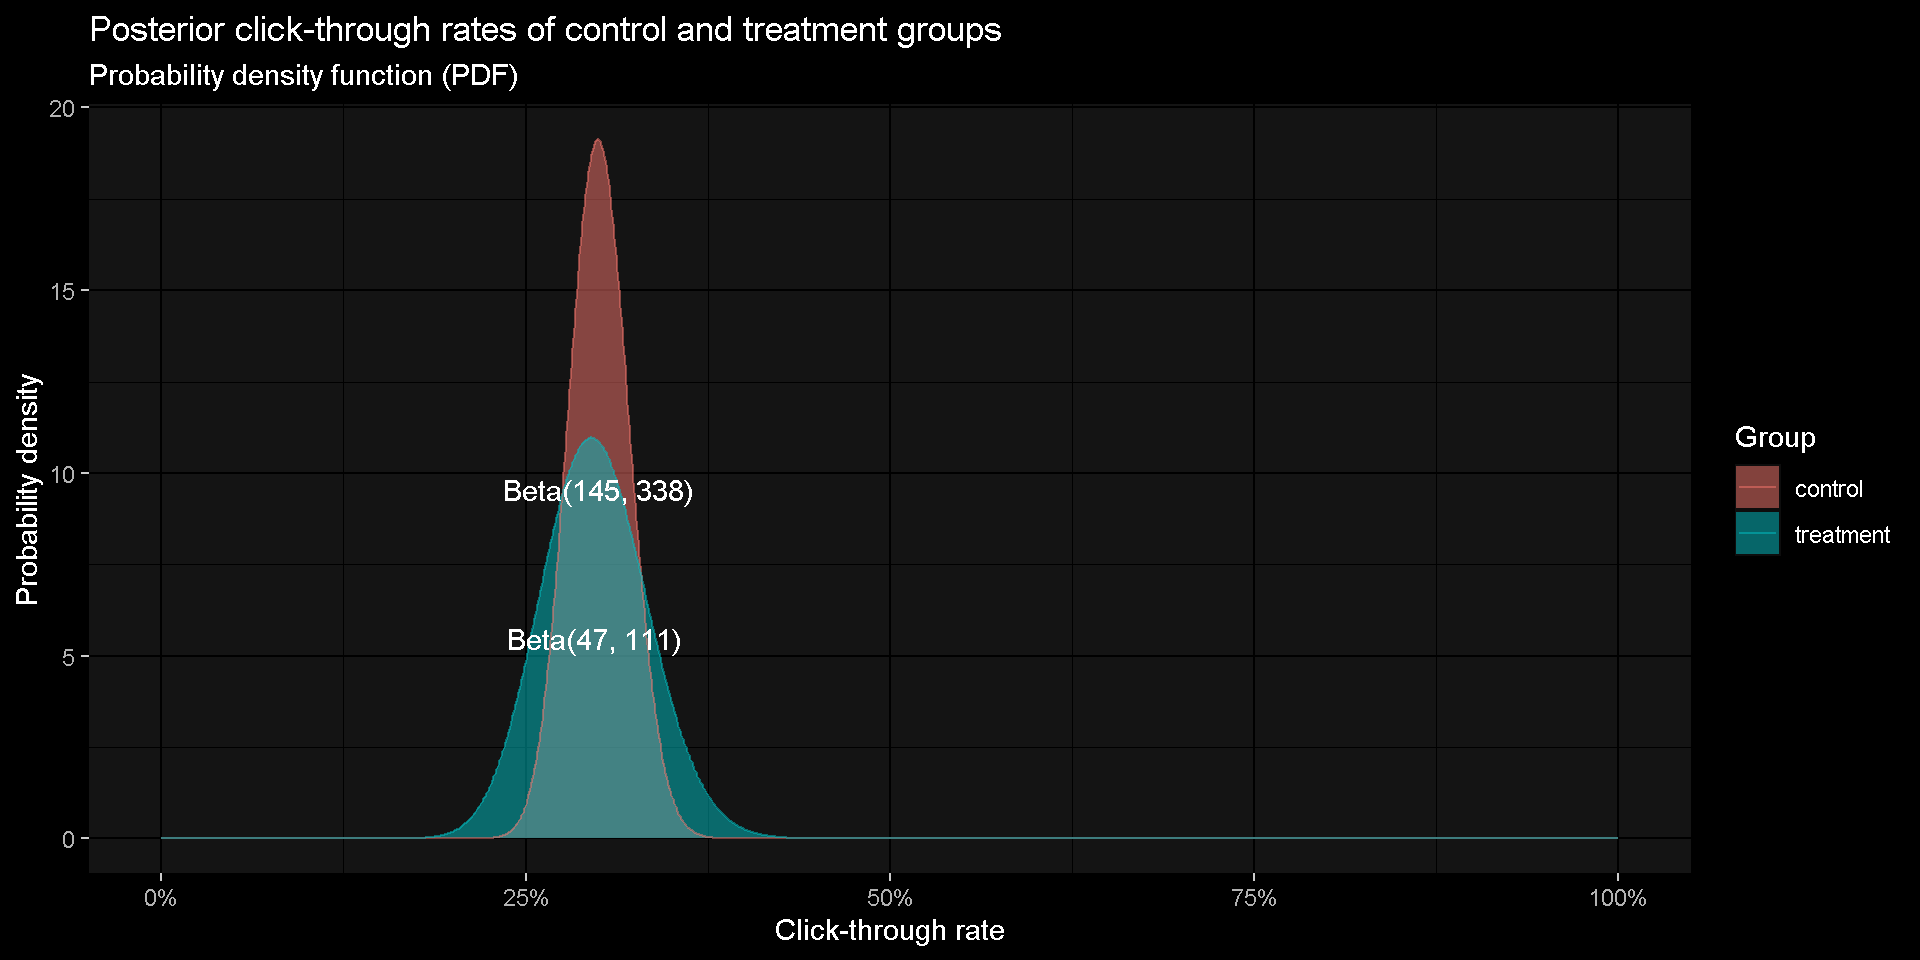 Posterior click-through rates of control and treatment groups
Probability density function (PDF)
Probability density
20
15
10
5
0
Beta(145, 338)
Beta(47, 111)
0% 25% 50% 75% 100%
Click-through rate
Group
control
treatment